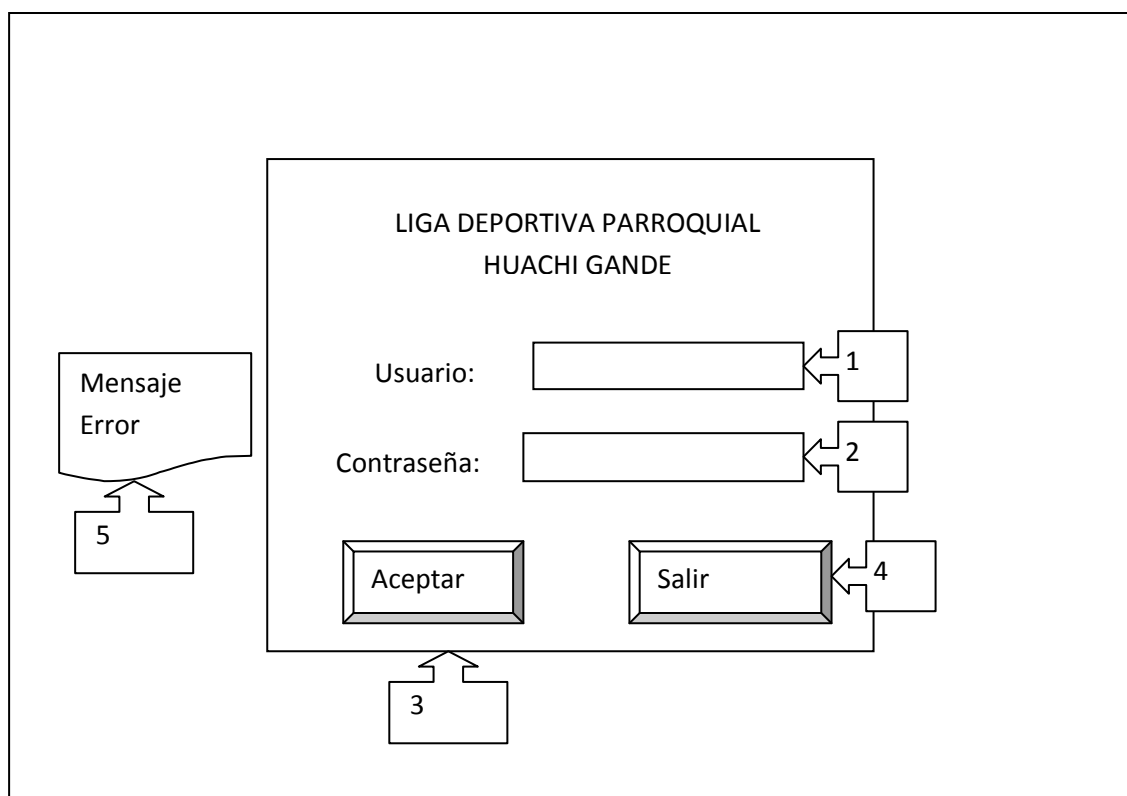 LIGA DEPORTIVA PARROQUIAL
HUACHI GANDE
Usuario:
1
Mensaje
Error
Contraseña:
2
5
Aceptar
Salir
4
3